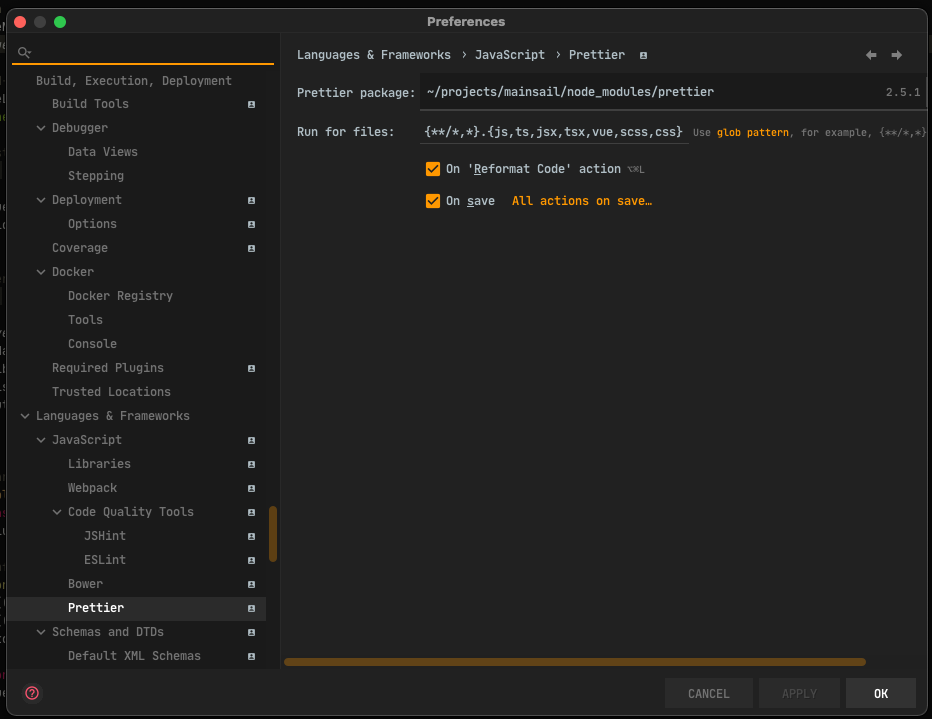 Preferences
Build, Execution, Deployment
Build Tools
Debugger
Data Views
Stepping
Deployment
Options
Coverage
Docker
Docker Registry
Tools
Console
Required Plugins
Trusted Locations
Languages & Frameworks
JavaScript
Libraries
Webpack
Code Quality Tools
JSHint
ESLint
Bower
Prettier
Schemas and DTDs
Default XML Schemas
Languages & Frameworks › JavaScript › Prettier
Prettier package: ~/projects/mainsail/node_modules/prettier 2.5.1
Run for files: {**/*,*}.{js,ts,jsx,tsx,vue,scss,css} Use glob pattern, for example, {**/*,*}
On 'Reformat Code' action ⌥⌘L
On save All actions on save…
CANCEL APPLY OK